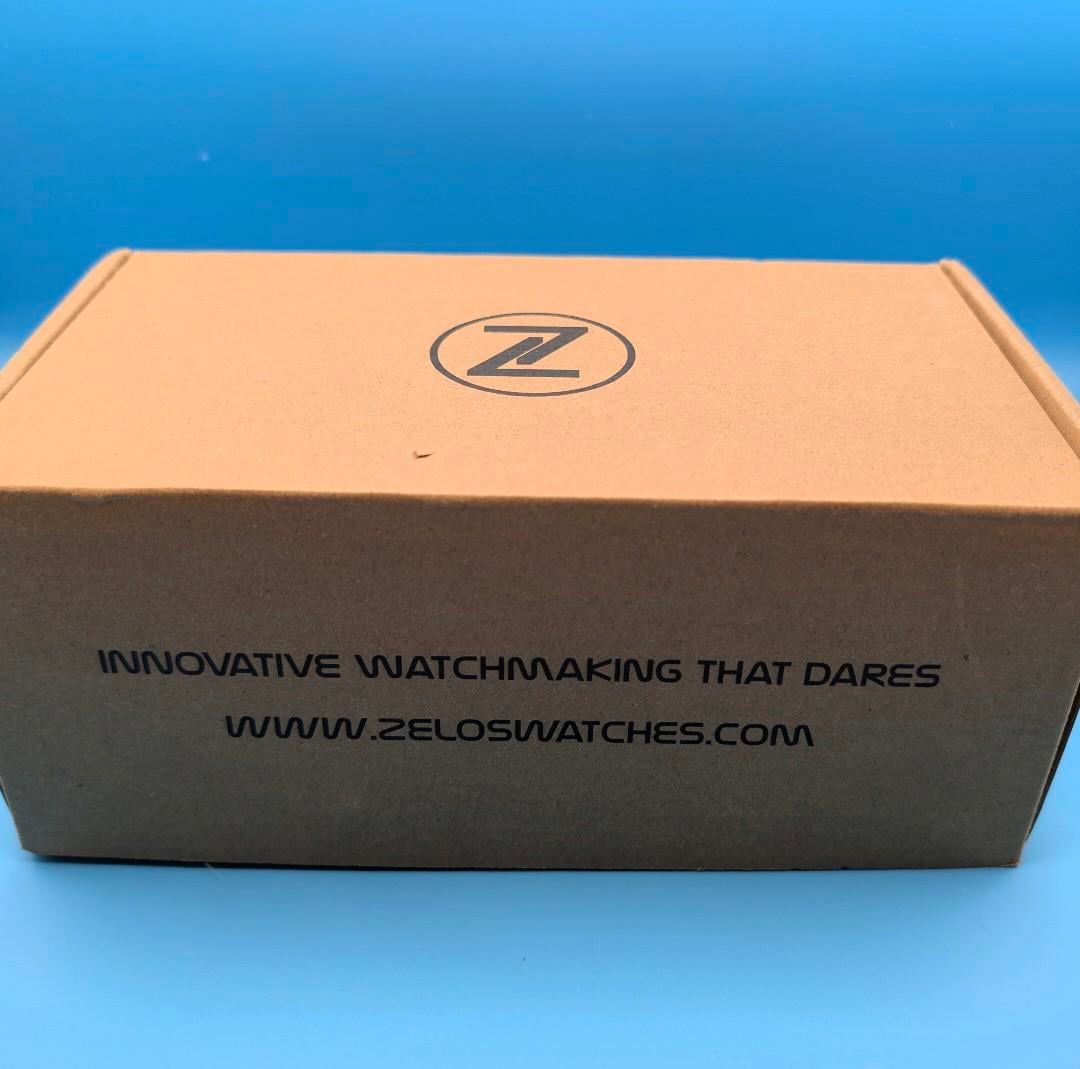 Z
INNOVATIVE WATCHMAKING THAT DARES
WWW.ZELOSWATCHES.COM